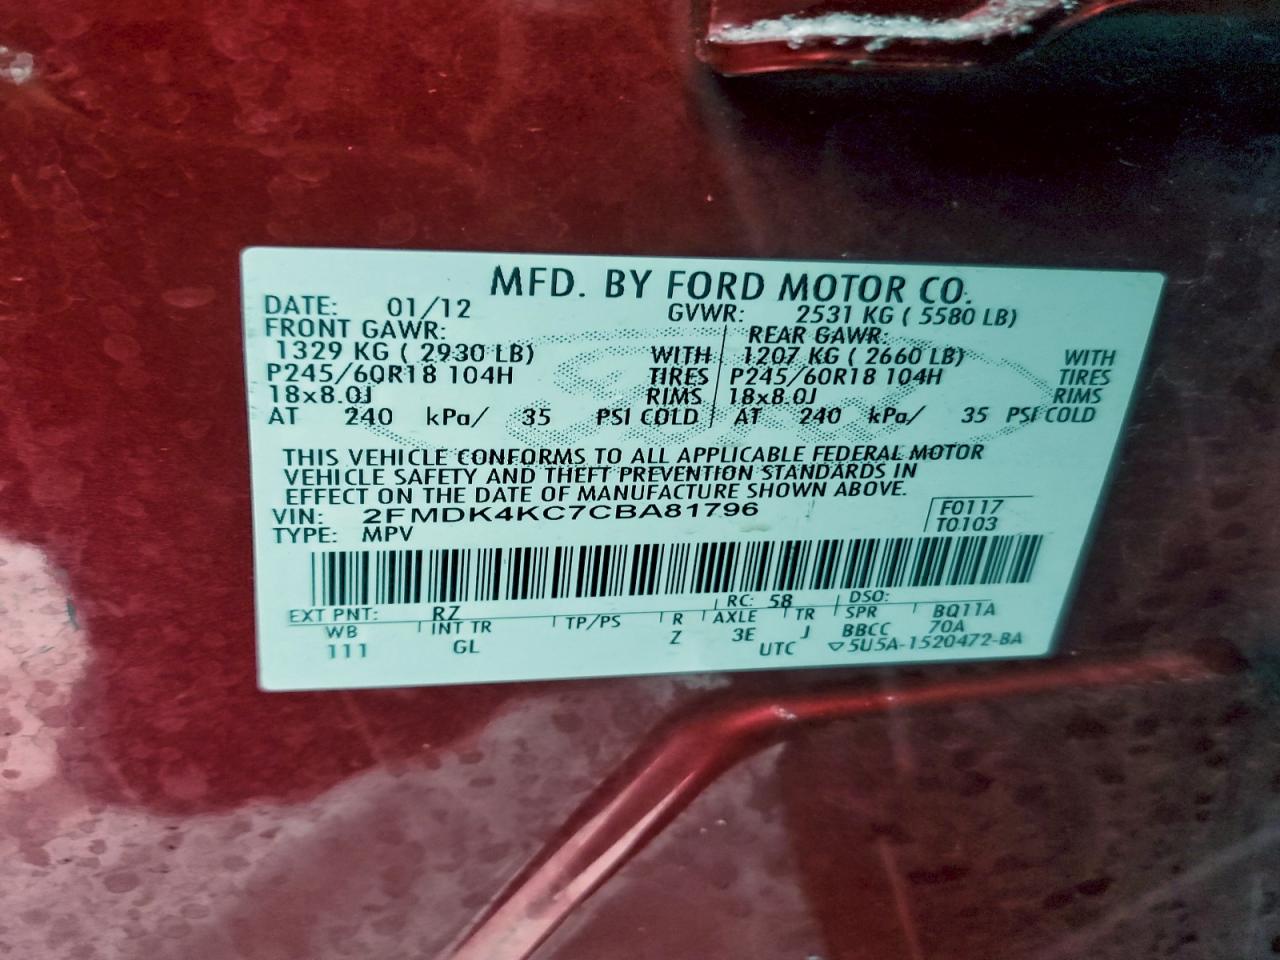 MFD. BY FORD MOTOR CO.
DATE: 01/12 GVWR: 2531 KG ( 5580 LB)
FRONT GAWR: REAR GAWR:
1329 KG ( 2930 LB) WITH 1207 KG ( 2660 LB) WITH
P245/60R18 104H TIRES P245/60R18 104H TIRES
18x8.0J RIMS 18x8.0J RIMS
AT 240 kPa/ 35 PSI COLD AT 240 kPa/ 35 PSI COLD
THIS VEHICLE CONFORMS TO ALL APPLICABLE FEDERAL MOTOR
VEHICLE SAFETY AND THEFT PREVENTION STANDARDS IN
EFFECT ON THE DATE OF MANUFACTURE SHOWN ABOVE.
VIN: 2FMDK4KC7CBA81796 F0117
TYPE: MPV T0103
EXT PNT: RZ RC: 58 DSO:
WB INT TR TP/PS R AXLE TR SPR BQ11A
111 GL Z 3E J BBCC 70A
UTC ▽5U5A-1520472-BA